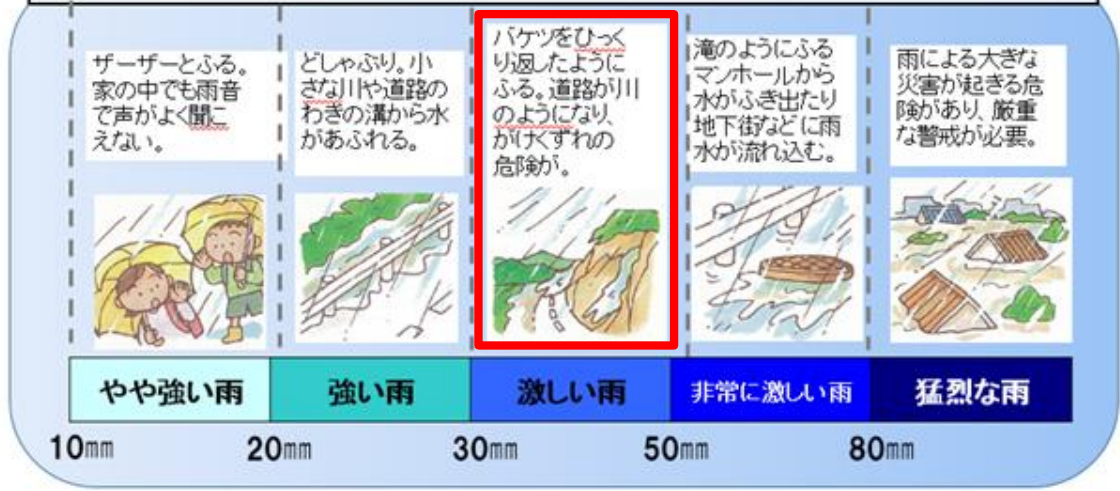 ザーザーとふる。
家の中でも雨音
で声がよく聞こ
えない。
どしゃぶり。小
さな川や道路の
わきの溝から水
があふれる。
バケツをひっく
り返したように
ふる。道路が川
のようになり、
がけくずれの
危険が。
滝のようにふる
マンホールから
水がふき出たり
地下街などに雨
水が流れ込む。
雨による大きな
災害が起きる危
険があり、厳重
な警戒が必要。
やや強い雨
強い雨
激しい雨
非常に激しい雨
猛烈な雨
10mm
20mm
30mm
50mm
80mm